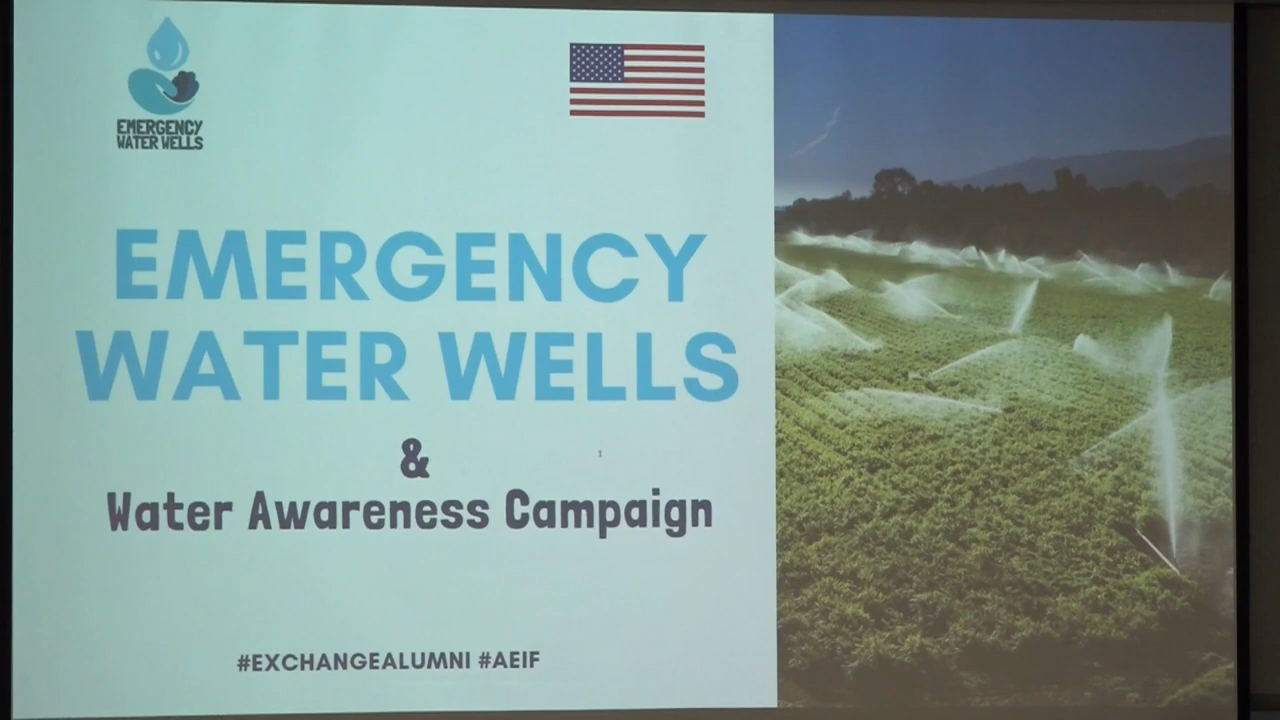 EMERGENCY
WATER WELLS
EMERGENCY
WATER WELLS
&
Water Awareness Campaign
#EXCHANGEALUMNI #AEIF